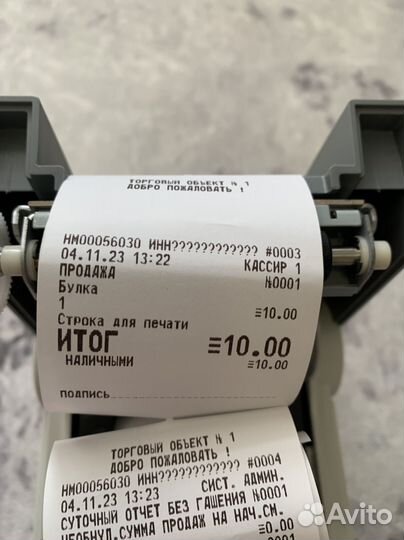 ТОРГОВЫЙ ОБЪЕКТ N 1
ДОБРО ПОЖАЛОВАТЬ !
НМ00056030 ИНН???????????? #0003
04.11.23 13:22 КАССИР 1
ПРОДАЖА N0001
Булка
1 ≡10.00
Строка для печати
ИТОГ ≡10.00
НАЛИЧНЫМИ ≡10.00
ПОДПИСЬ
ТОРГОВЫЙ ОБЪЕКТ N 1
ДОБРО ПОЖАЛОВАТЬ !
НМ00056030 ИНН???????????? #0004
04.11.23 13:23 СИСТ. АДМИН.
СУТОЧНЫЙ ОТЧЕТ БЕЗ ГАШЕНИЯ N0001
НЕОБНУЛ.СУММА ПРОДАЖ НА НАЧ.СМ.
≡0.00
0001
Avito